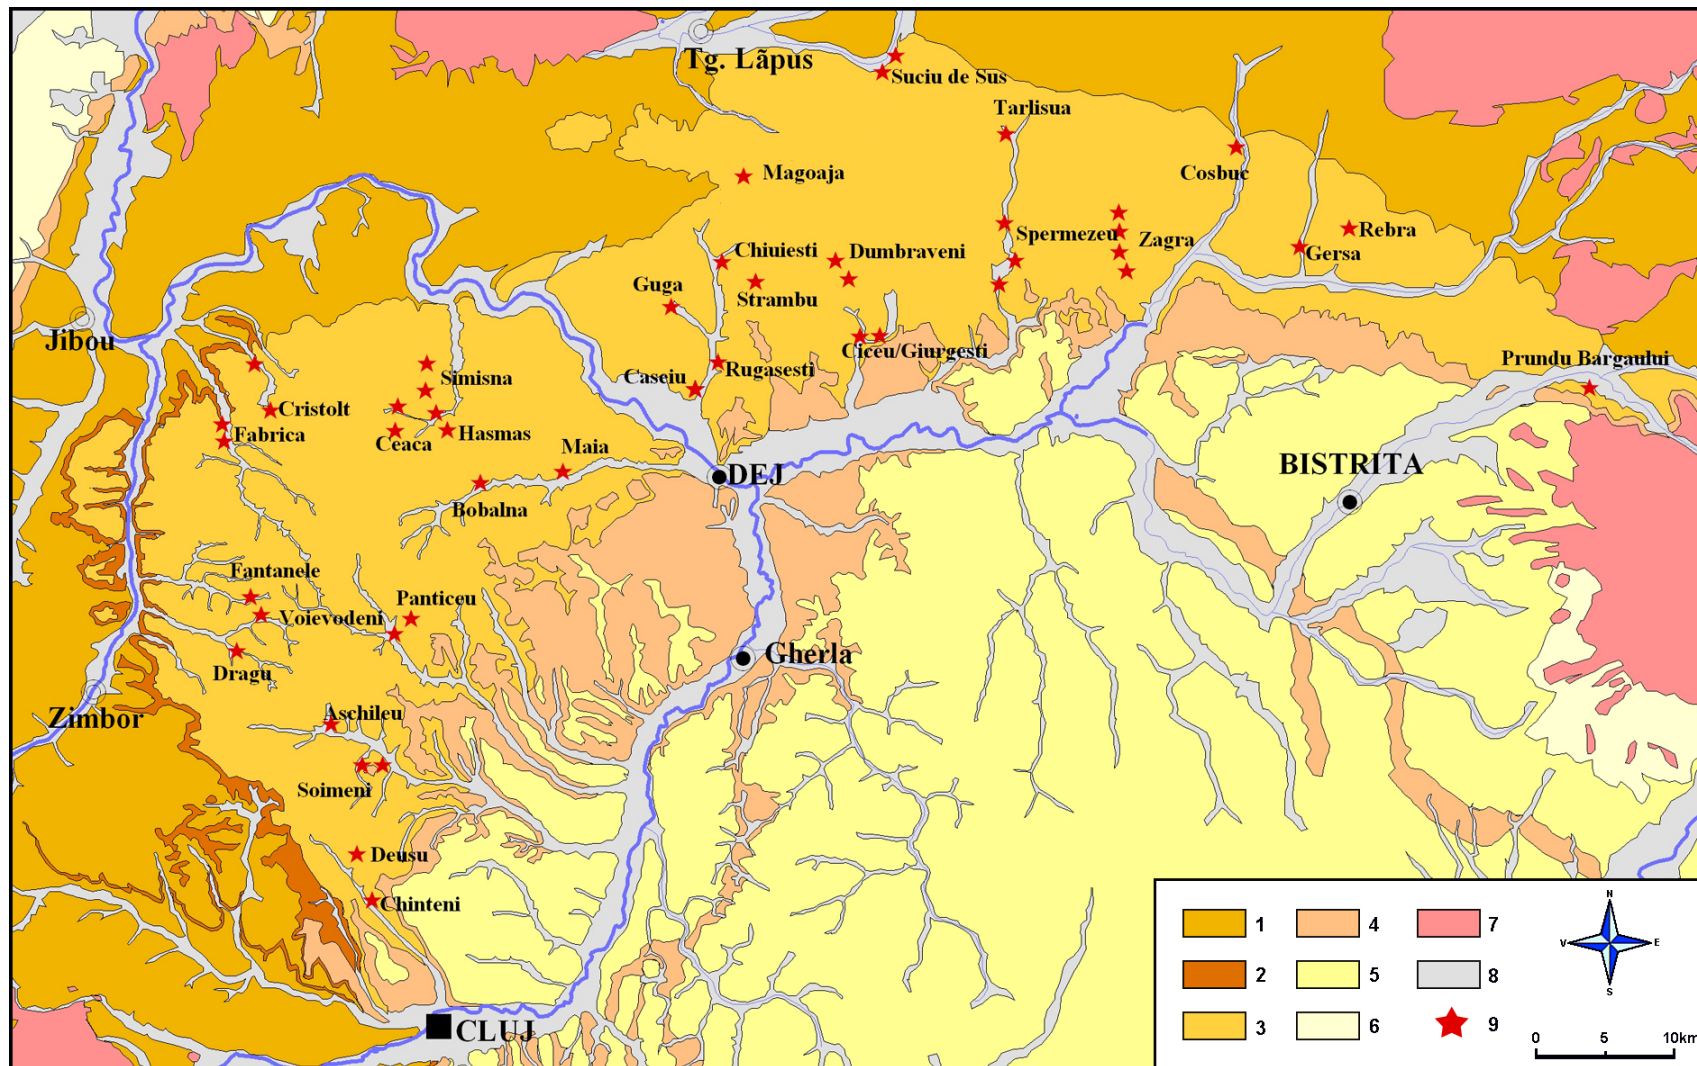 Tg. Lãpus
Suciu de Sus
Tarlisua
Cosbuc
Magoaja
Rebra
Spermezeu
Zagra
Gersa
Chiuiesti
Dumbraveni
Guga
Strambu
Jibou
Ciceu/Giurgesti
Prundu Bargaului
Simisna
Rugasesti
Caseiu
Cristolt
Fabrica
Ceaca
Hasmas
Maia
DEJ
BISTRITA
Bobalna
Fantanele
Panticeu
Voievodeni
Gherla
Dragu
Zimbor
Aschileu
Soimeni
Deusu
Chinteni
CLUJ
1 4 7
2 5 8
3 6 9
N
V E
S
0 5 10km